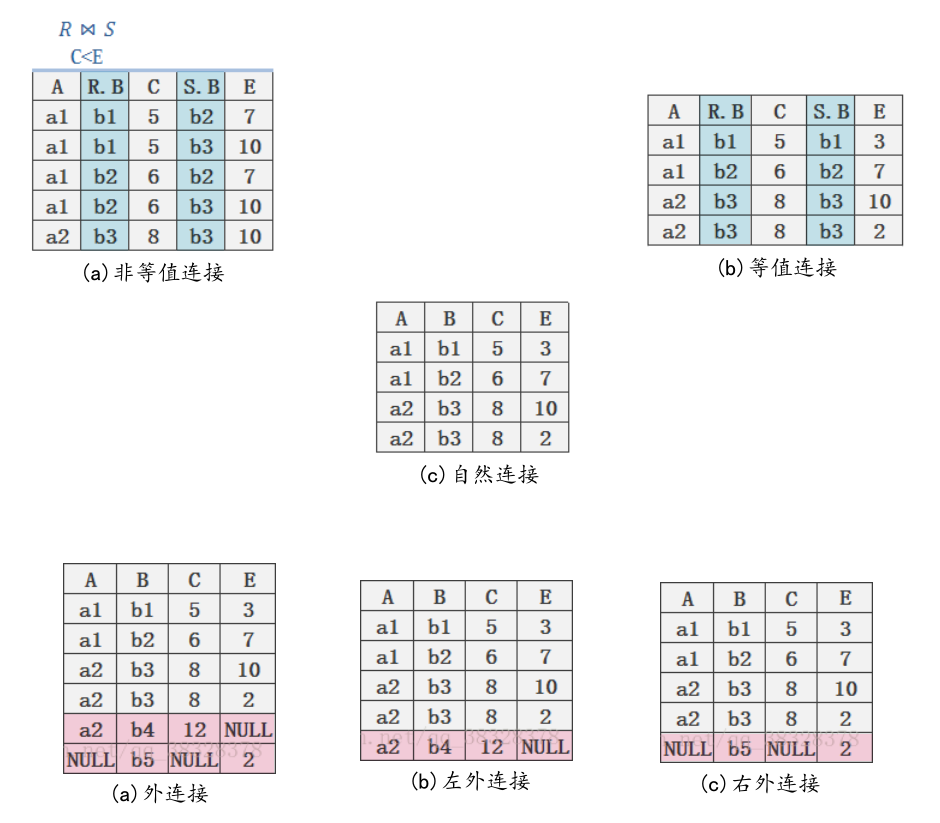 R ⋈ S
C<E
A R.B C S.B E
a1 b1 5 b2 7
a1 b1 5 b3 10
a1 b2 6 b2 7
a1 b2 6 b3 10
a2 b3 8 b3 10
(a)非等值连接
A R.B C S.B E
a1 b1 5 b1 3
a1 b2 6 b2 7
a2 b3 8 b3 10
a2 b3 8 b3 2
(b)等值连接
A B C E
a1 b1 5 3
a1 b2 6 7
a2 b3 8 10
a2 b3 8 2
(c)自然连接
A B C E
a1 b1 5 3
a1 b2 6 7
a2 b3 8 10
a2 b3 8 2
a2 b4 12 NULL
NULL b5 NULL 2
(a)外连接
A B C E
a1 b1 5 3
a1 b2 6 7
a2 b3 8 10
a2 b3 8 2
a2 b4 12 NULL
(b)左外连接
A B C E
a1 b1 5 3
a1 b2 6 7
a2 b3 8 10
a2 b3 8 2
NULL b5 NULL 2
(c)右外连接